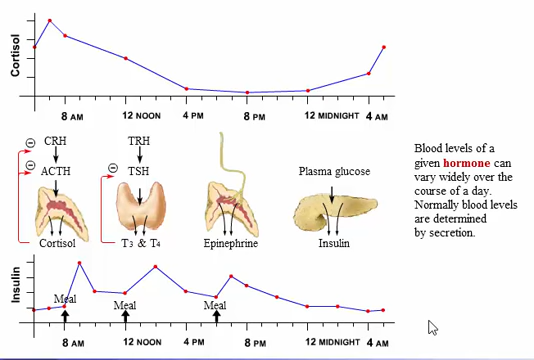 Cortisol
8 AM 12 NOON 4 PM 8 PM 12 MIDNIGHT 4 AM
CRH
ACTH
Cortisol
TRH
TSH
T3 & T4
Epinephrine
Plasma glucose
Insulin
Blood levels of a
given hormone can
vary widely over the
course of a day.
Normally blood levels
are determined
by secretion.
Insulin
Meal Meal Meal
8 AM 12 NOON 4 PM 8 PM 12 MIDNIGHT 4 AM